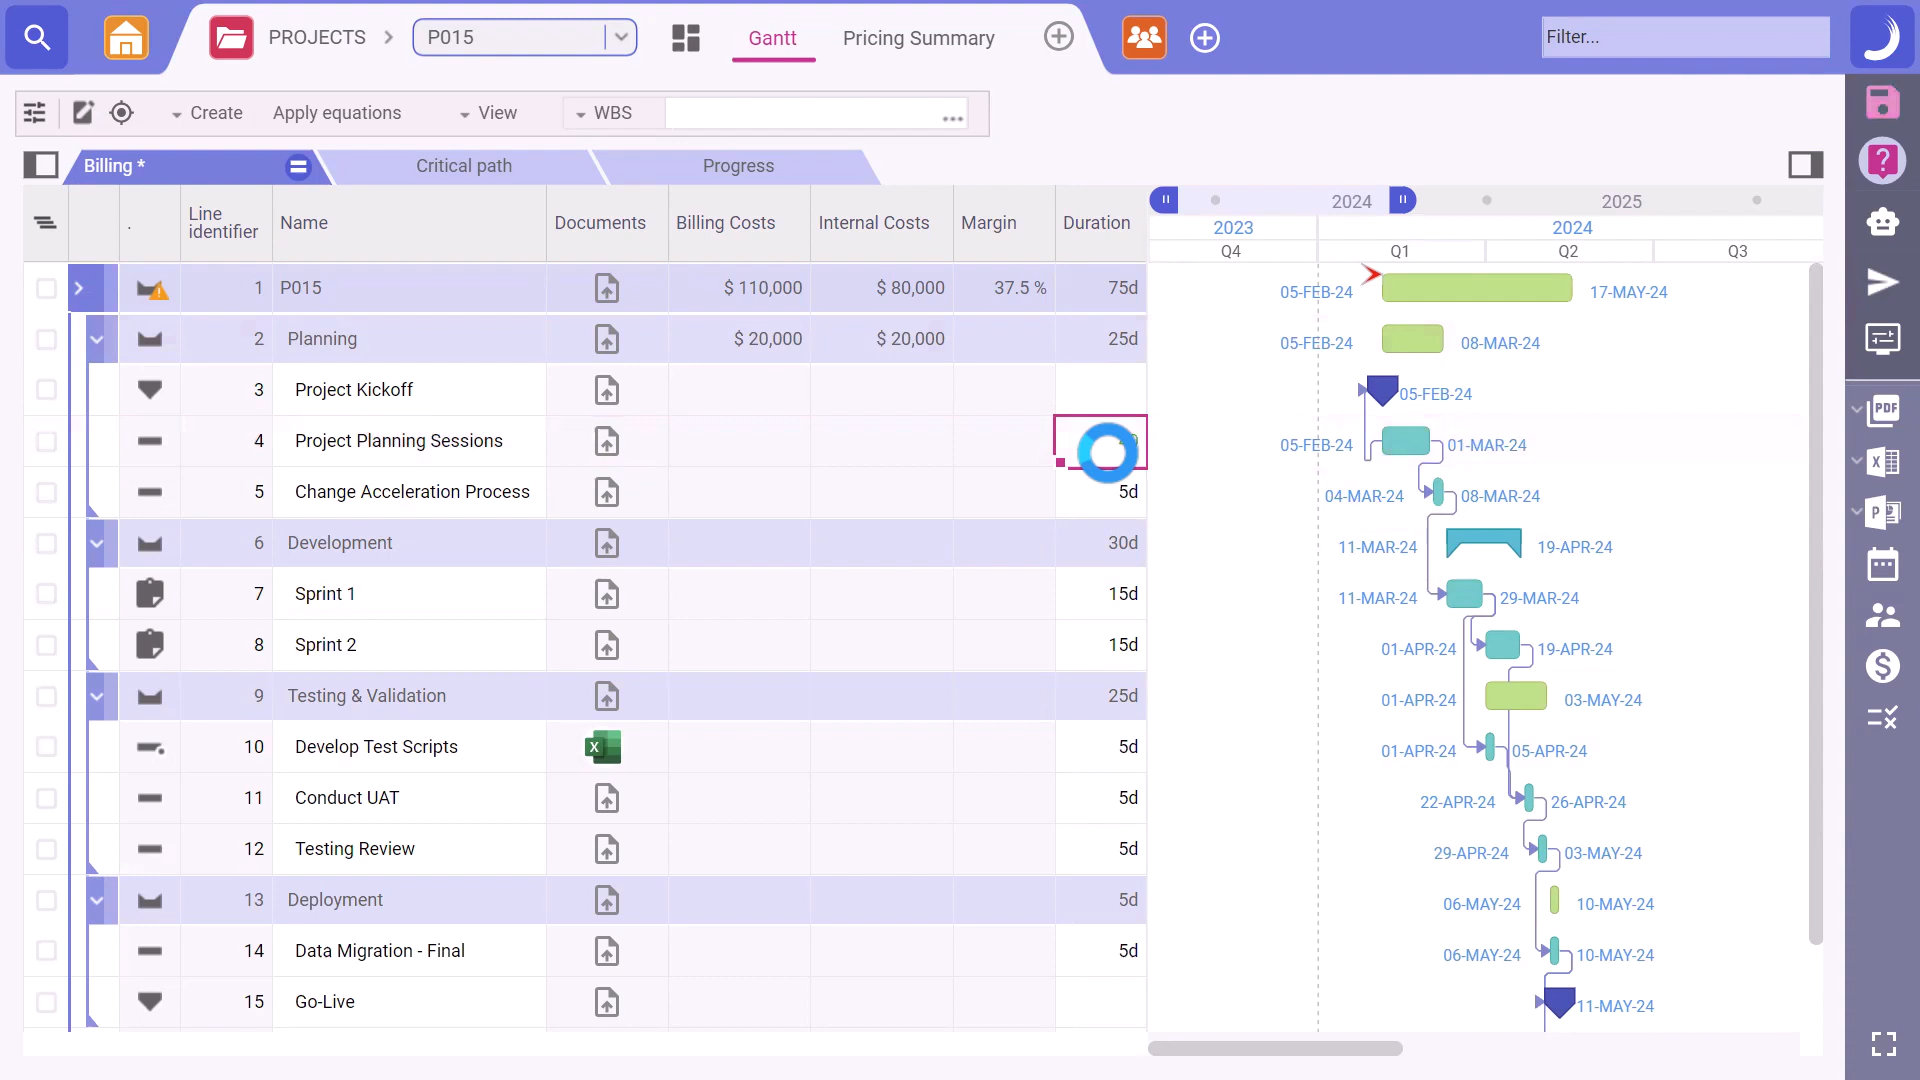 PROJECTS > P015 Gantt Pricing Summary Filter...
Create Apply equations View WBS ...
Billing * Critical path Progress
. Line identifier Name Documents Billing Costs Internal Costs Margin Duration
2024 2025
2023 2024
Q4 Q1 Q2 Q3
1 P015 $ 110,000 $ 80,000 37.5 % 75d 05-FEB-24 17-MAY-24
2 Planning $ 20,000 $ 20,000 25d 05-FEB-24 08-MAR-24
3 Project Kickoff 05-FEB-24
4 Project Planning Sessions 05-FEB-24 01-MAR-24
5 Change Acceleration Process 5d 04-MAR-24 08-MAR-24
6 Development 30d 11-MAR-24 19-APR-24
7 Sprint 1 15d 11-MAR-24 29-MAR-24
8 Sprint 2 15d 01-APR-24 19-APR-24
9 Testing & Validation 25d 01-APR-24 03-MAY-24
10 Develop Test Scripts X 5d 01-APR-24 05-APR-24
11 Conduct UAT 5d 22-APR-24 26-APR-24
12 Testing Review 5d 29-APR-24 03-MAY-24
13 Deployment 5d 06-MAY-24 10-MAY-24
14 Data Migration - Final 5d 06-MAY-24 10-MAY-24
15 Go-Live 11-MAY-24
?
PDF
X
P
$